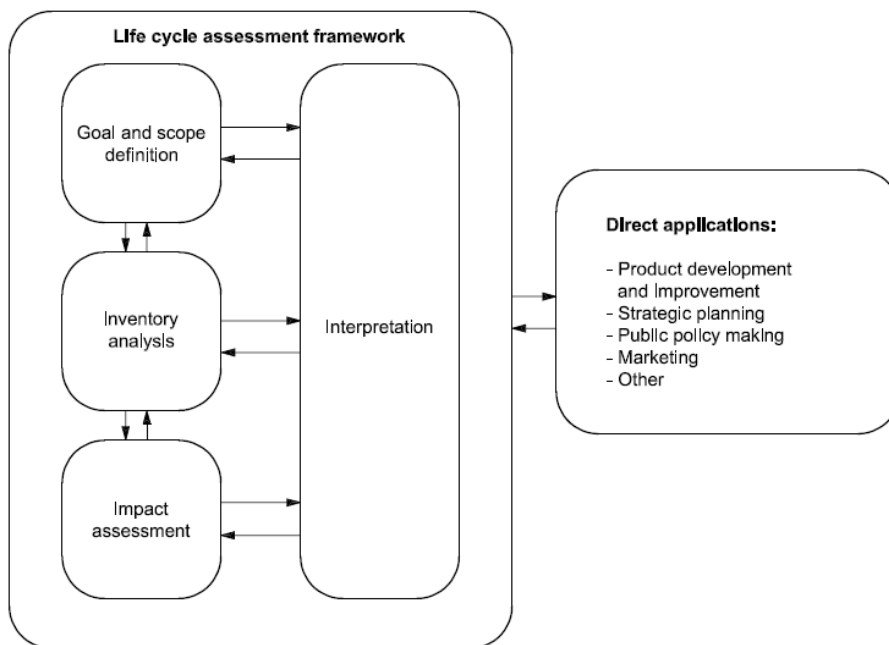 Life cycle assessment framework
Goal and scope
definition
Inventory
analysis
Impact
assessment
Interpretation
Direct applications:
- Product development
and Improvement
- Strategic planning
- Public policy making
- Marketing
- Other